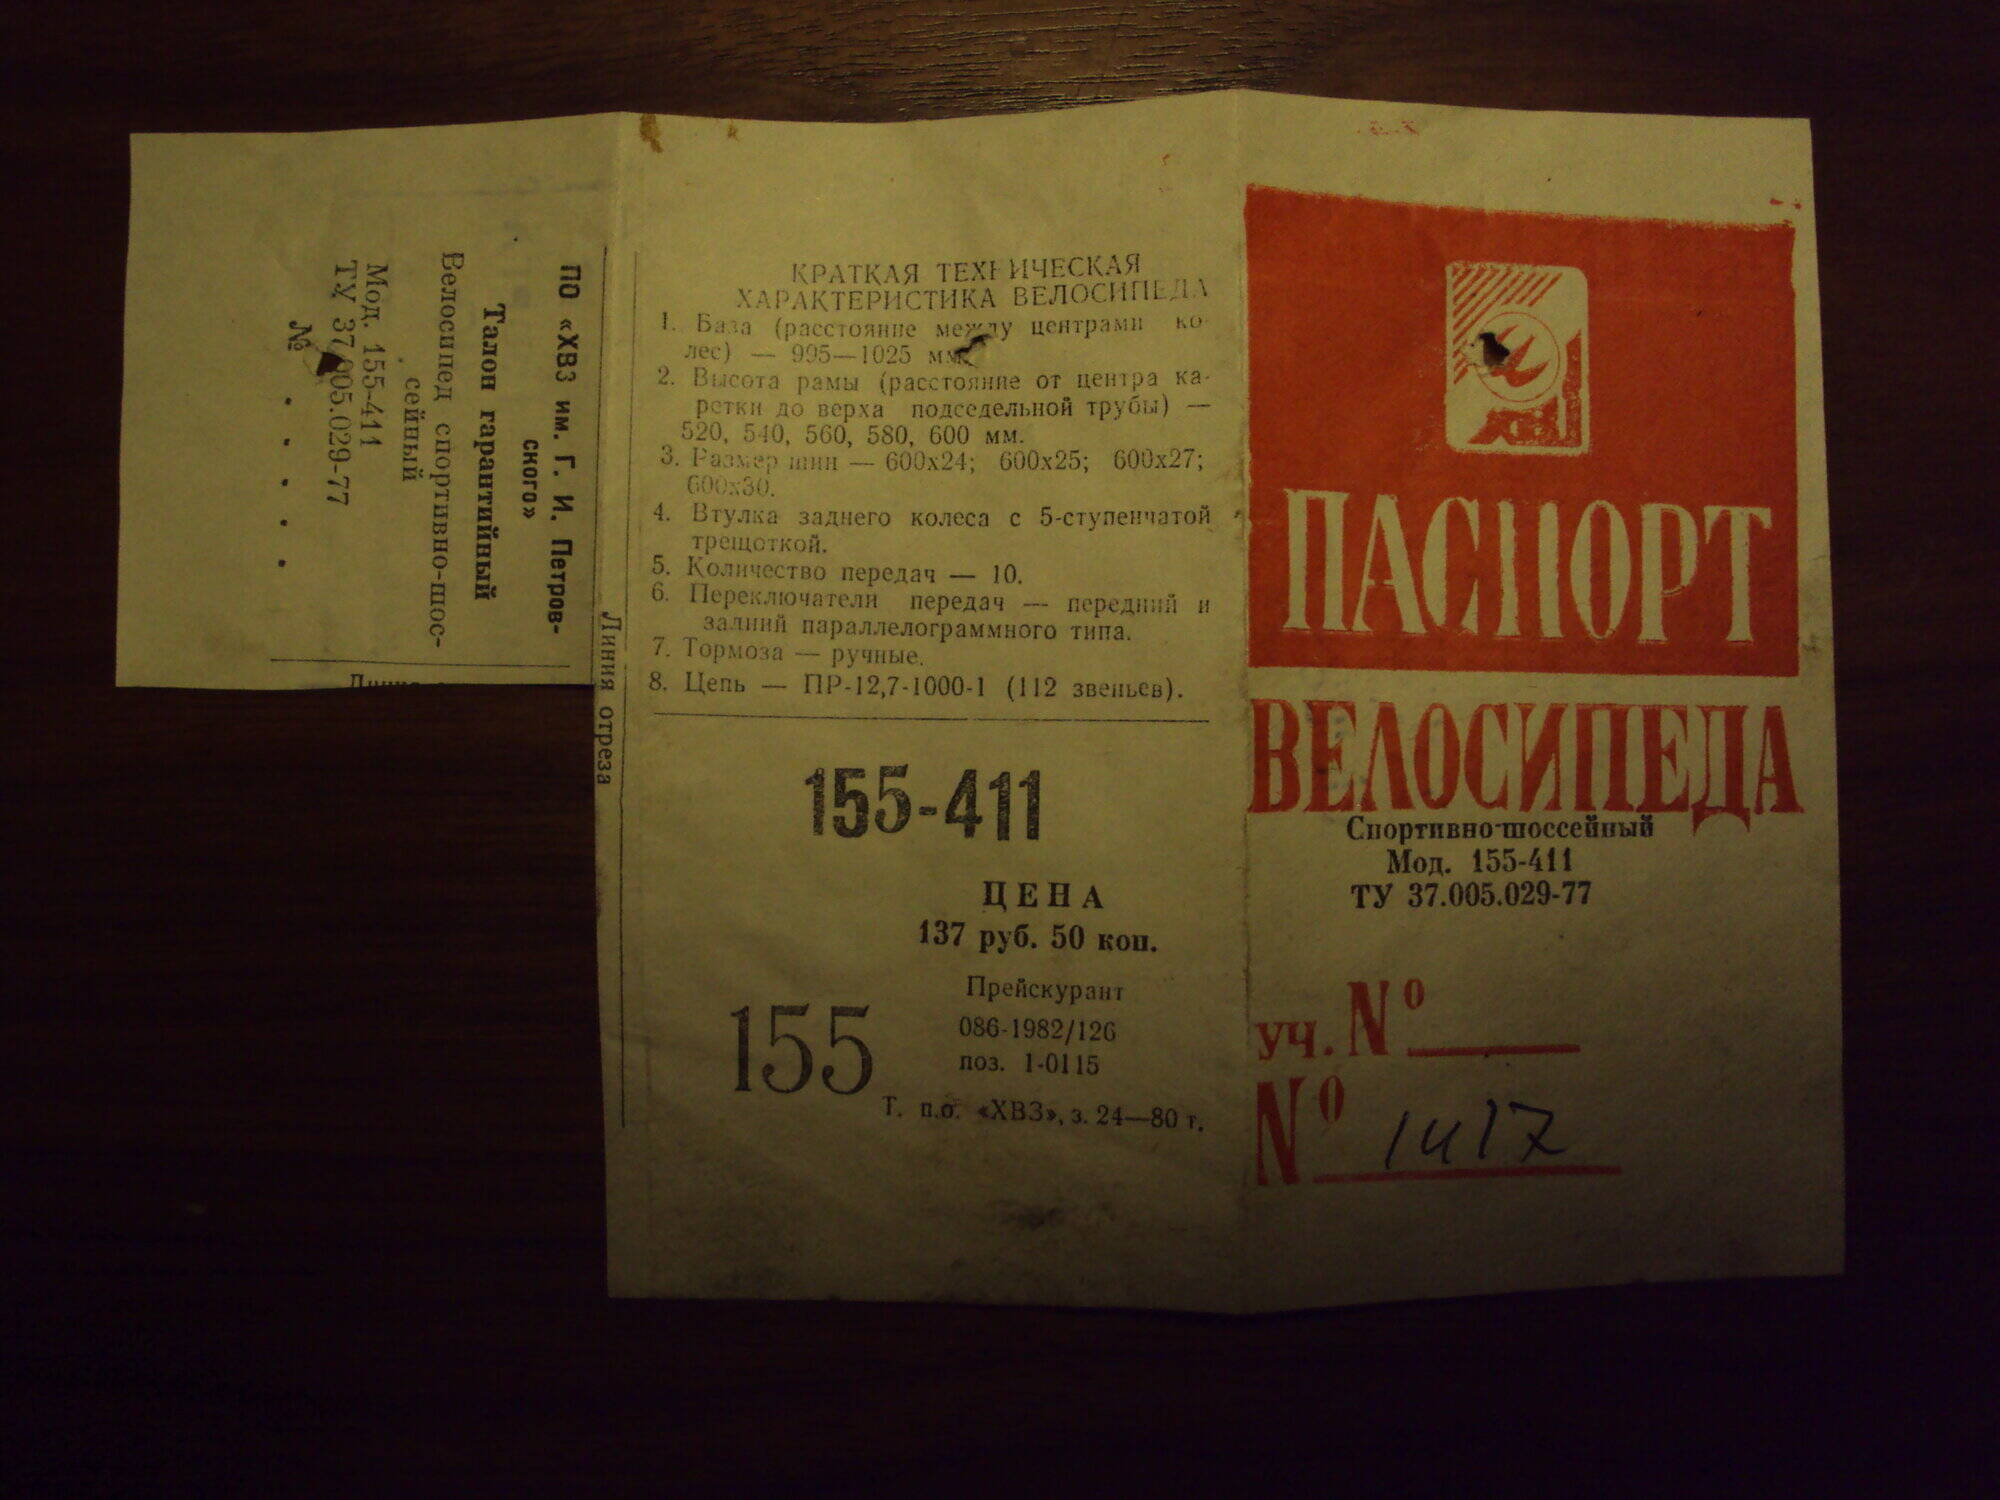 ПО «ХВЗ им. Г. И. Петров-
ского»
Талон гарантийный
Велосипед спортивно-шос-
сейный
Мод. 155-411
ТУ 37.005.029-77
№ . . . . .
Линия отреза
КРАТКАЯ ТЕХНИЧЕСКАЯ
ХАРАКТЕРИСТИКА ВЕЛОСИПЕДА
1. База (расстояние между центрами ко-
лес) — 995—1025 мм.
2. Высота рамы (расстояние от центра ка-
ретки до верха подседельной трубы) —
520, 540, 560, 580, 600 мм.
3. Размер шин — 600х24; 600х25; 600х27;
600х30.
4. Втулка заднего колеса с 5-ступенчатой
трещоткой.
5. Количество передач — 10.
6. Переключатели передач — передний и
задний параллелограммного типа.
7. Тормоза — ручные.
8. Цепь — ПР-12,7-1000-1 (112 звеньев).
155-411
ЦЕНА
137 руб. 50 коп.
Прейскурант
086-1982/126
поз. 1-0115
155
Т. п.о. «ХВЗ», з. 24—80 г.
ПАСПОРТ
ВЕЛОСИПЕДА
Спортивно-шоссейный
Мод. 155-411
ТУ 37.005.029-77
уч. №
№ 1417